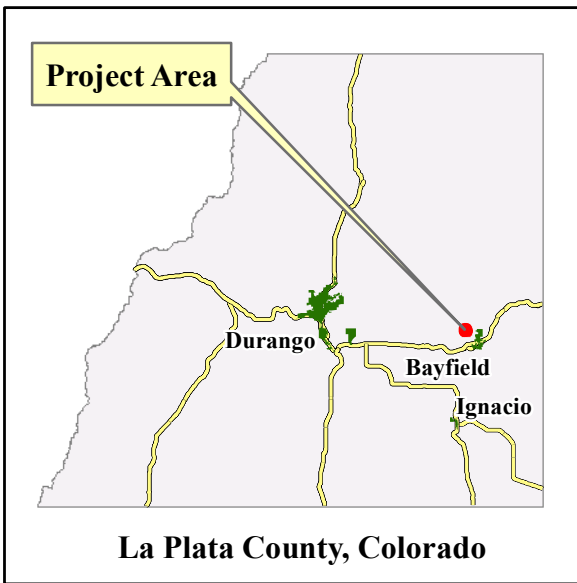 Project Area
Durango
Bayfield
Ignacio
La Plata County, Colorado